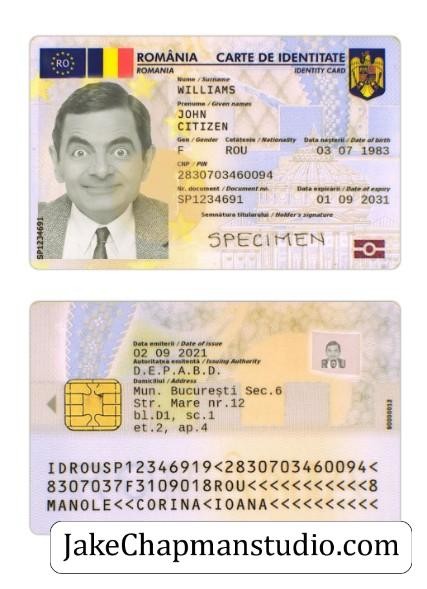 RO
ROMÂNIA CARTE DE IDENTITATE
ROMANIA IDENTITY CARD
Nume / Surname
WILLIAMS
Prenume / Given names
JOHN
CITIZEN
Gen / Gender Cetățenie / Nationality Data nașterii / Date of birth
F ROU 03 07 1983
CNP / PIN
2830703460094
Nr. document / Document no. Data expirării / Date of expiry
SP1234691 01 09 2031
Semnătura titularului / Holder's signature
SPECIMEN
SP1234691
Data emiterii / Date of issue
02 09 2021
Autoritatea emitentă / Issuing Authority
D.E.P.A.B.D.
Domiciliul / Address
Mun. București Sec.6
Str. Mare nr.12
bl.D1, sc.1
et.2, ap.4
ROU
IDROUSP12346919<2830703460094<
8307037F3109018ROU<<<<<<<<<<<8
MANOLE<<CORINA<IOANA<<<<<<<<<<
JakeChapmanstudio.com